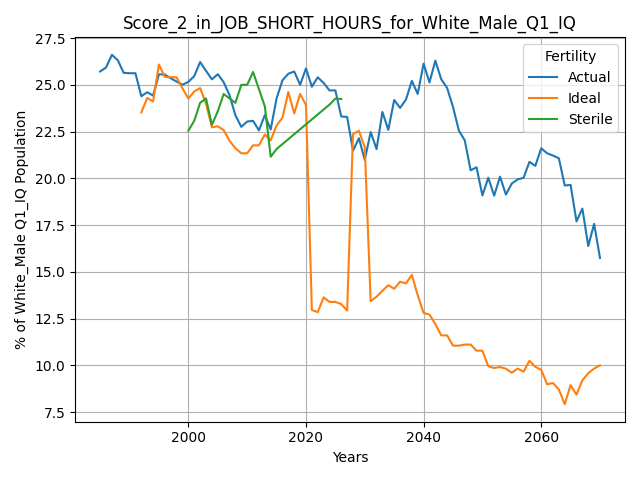 Score_2_in_JOB_SHORT_HOURS_for_White_Male_Q1_IQ
% of White_Male Q1_IQ Population
27.5
25.0
22.5
20.0
17.5
15.0
12.5
10.0
7.5
Fertility
Actual
Ideal
Sterile
2000
2020
2040
2060
Years